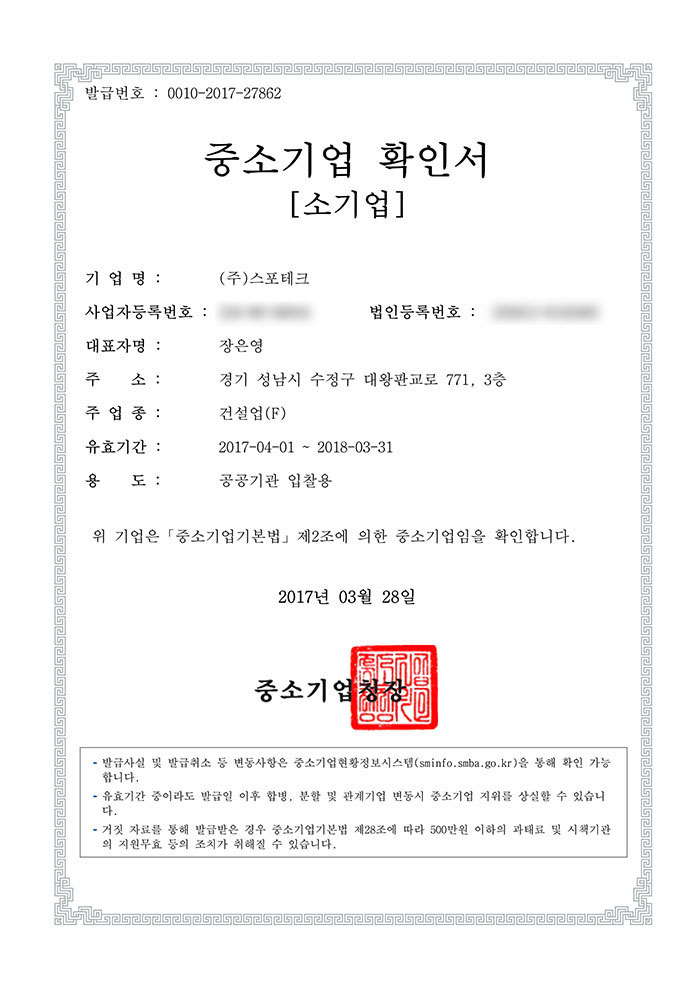 발급번호 : 0010-2017-27862
중소기업 확인서
[소기업]
기 업 명 : (주)스포테크
사업자등록번호 : 법인등록번호 :
대표자명 : 장은영
주 소 : 경기 성남시 수정구 대왕판교로 771, 3층
주 업 종 : 건설업(F)
유효기간 : 2017-04-01 ~ 2018-03-31
용 도 : 공공기관 입찰용
위 기업은「중소기업기본법」제2조에 의한 중소기업임을 확인합니다.
2017년 03월 28일
중소기업청장
- 발급사실 및 발급취소 등 변동사항은 중소기업현황정보시스템(sminfo.smba.go.kr)을 통해 확인 가능
합니다.
- 유효기간 중이라도 발급일 이후 합병, 분할 및 관계기업 변동시 중소기업 지위를 상실할 수 있습니
다.
- 거짓 자료를 통해 발급받은 경우 중소기업기본법 제28조에 따라 500만원 이하의 과태료 및 시책기관
의 지원무효 등의 조치가 취해질 수 있습니다.